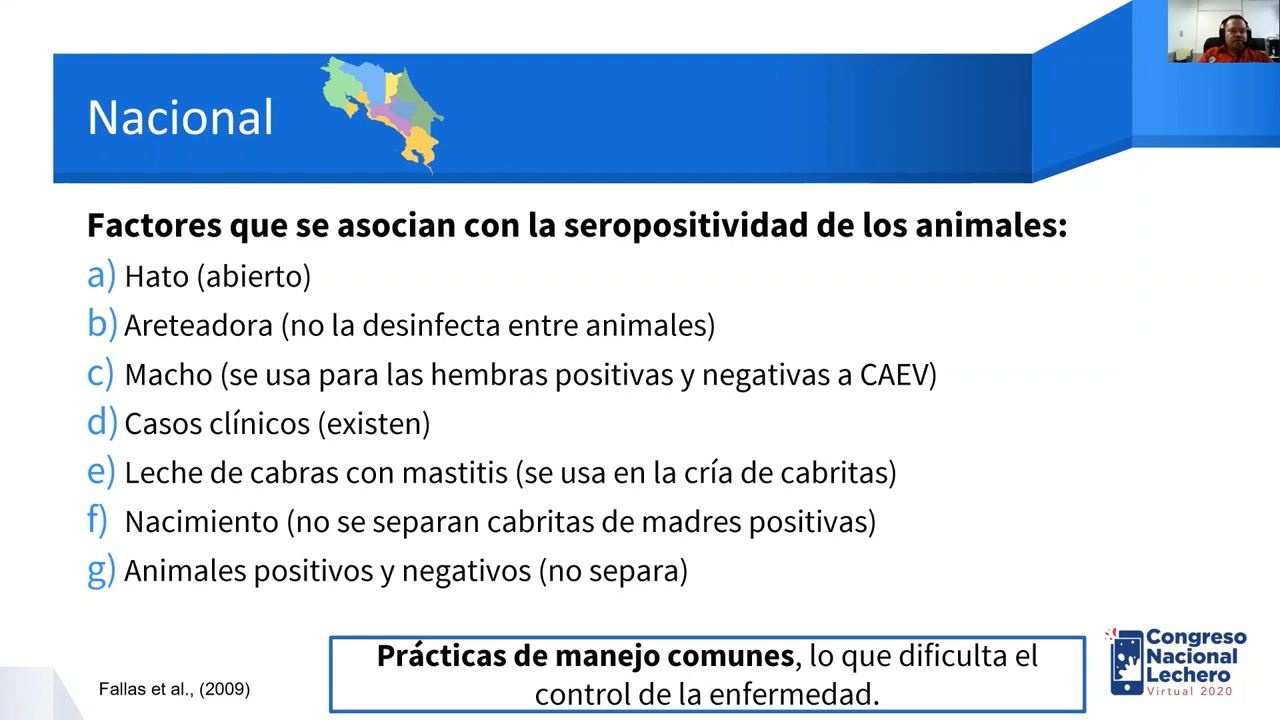 Nacional
Factores que se asocian con la seropositividad de los animales:
a) Hato (abierto)
b) Areteadora (no la desinfecta entre animales)
c) Macho (se usa para las hembras positivas y negativas a CAEV)
d) Casos clínicos (existen)
e) Leche de cabras con mastitis (se usa en la cría de cabritas)
f) Nacimiento (no se separan cabritas de madres positivas)
g) Animales positivos y negativos (no separa)
Prácticas de manejo comunes, lo que dificulta el
control de la enfermedad.
Fallas et al., (2009)
Congreso
Nacional
Lechero
Virtual 2020